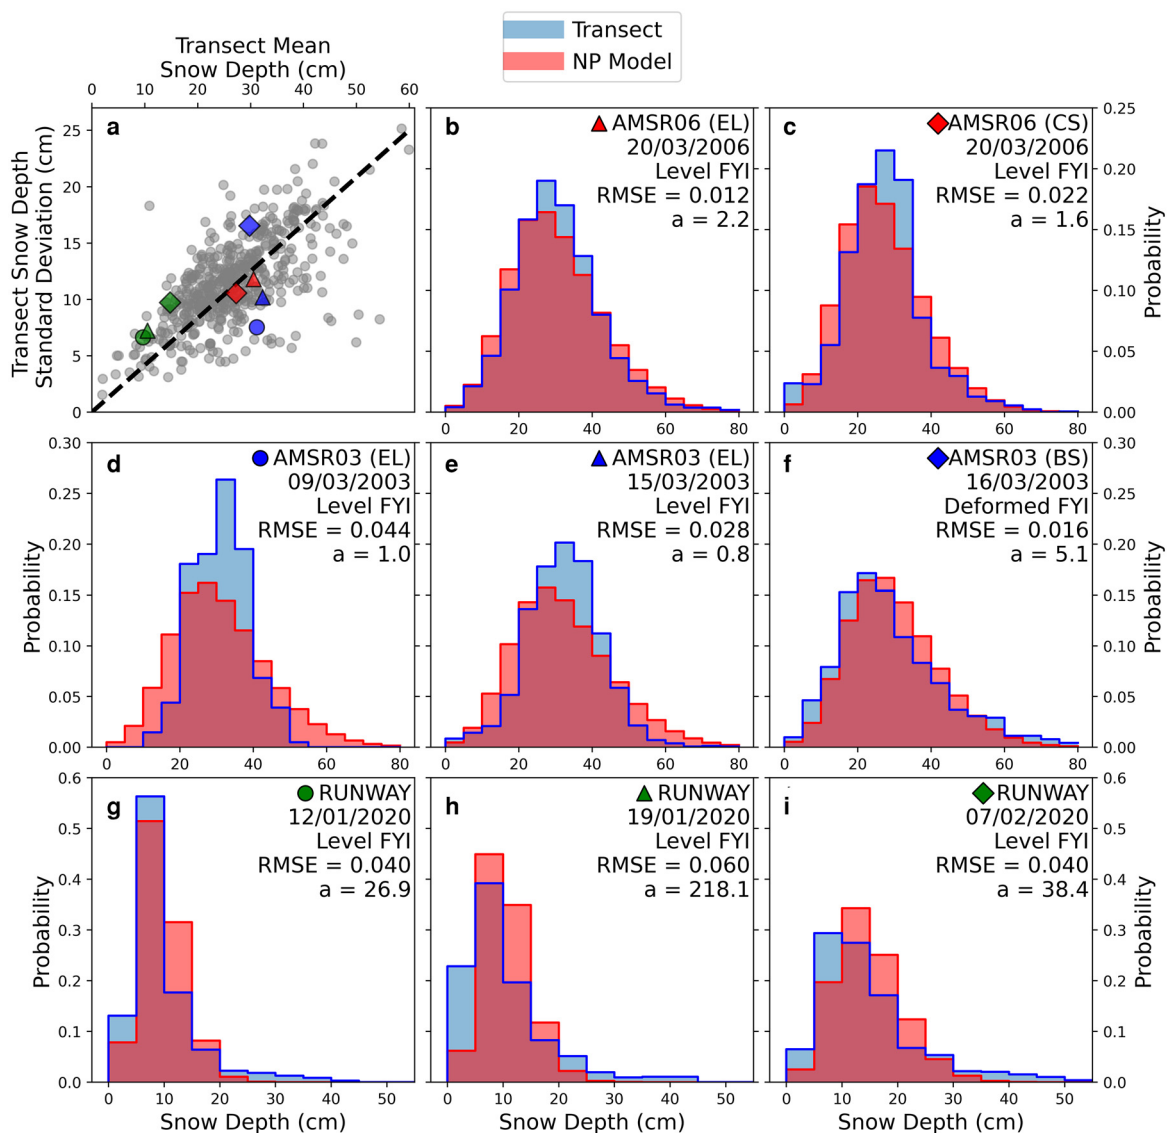 Transect
NP Model
Transect Mean
Snow Depth (cm)
0 10 20 30 40 50 60
Transect Snow Depth
Standard Deviation (cm)
25
20
15
10
5
0
a
b
AMSR06 (EL)
20/03/2006
Level FYI
RMSE = 0.012
a = 2.2
20 40 60 80
c
AMSR06 (CS)
20/03/2006
Level FYI
RMSE = 0.022
a = 1.6
0 20 40 60 80
0.25
0.20
0.15
0.10
0.05
0.00
Probability
Probability
0.30
0.25
0.20
0.15
0.10
0.05
0.00
d
AMSR03 (EL)
09/03/2003
Level FYI
RMSE = 0.044
a = 1.0
0 20 40 60 80
e
AMSR03 (EL)
15/03/2003
Level FYI
RMSE = 0.028
a = 0.8
0 20 40 60 80
f
AMSR03 (BS)
16/03/2003
Deformed FYI
RMSE = 0.016
a = 5.1
0 20 40 60 80
0.30
0.25
0.20
0.15
0.10
0.05
0.00
Probability
Probability
0.6
0.5
0.4
0.3
0.2
0.1
0.0
g
RUNWAY
12/01/2020
Level FYI
RMSE = 0.040
a = 26.9
0 10 20 30 40 50
Snow Depth (cm)
h
RUNWAY
19/01/2020
Level FYI
RMSE = 0.060
a = 218.1
0 10 20 30 40 50
Snow Depth (cm)
i
RUNWAY
07/02/2020
Level FYI
RMSE = 0.040
a = 38.4
0 10 20 30 40 50
Snow Depth (cm)
0.6
0.5
0.4
0.3
0.2
0.1
0.0
Probability